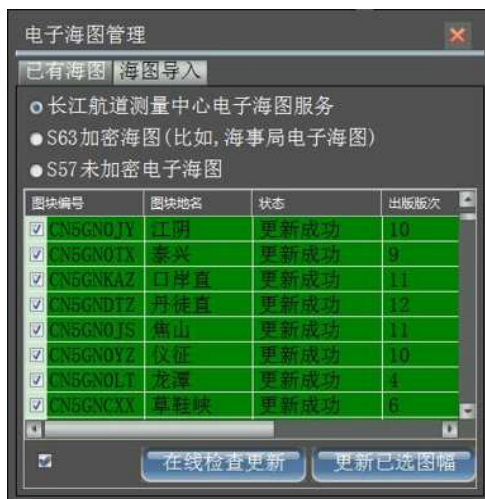 电子海图管理
已有海图 海图导入
长江航道测量中心电子海图服务
S63加密海图(比如,海事局电子海图)
S57未加密电子海图
图块编号 图块地名 状态 出版版次
CN5GN0JY 江阴 更新成功 10
CN5GN0TX 泰兴 更新成功 9
CN5GNKAZ 口岸直 更新成功 11
CN5GNDTZ 丹徒直 更新成功 12
CN5GN0JS 焦山 更新成功 11
CN5GN0YZ 仪征 更新成功 10
CN5GN0LT 龙潭 更新成功 4
CN5GNCXX 草鞋峡 更新成功 6
在线检查更新 更新已选图幅